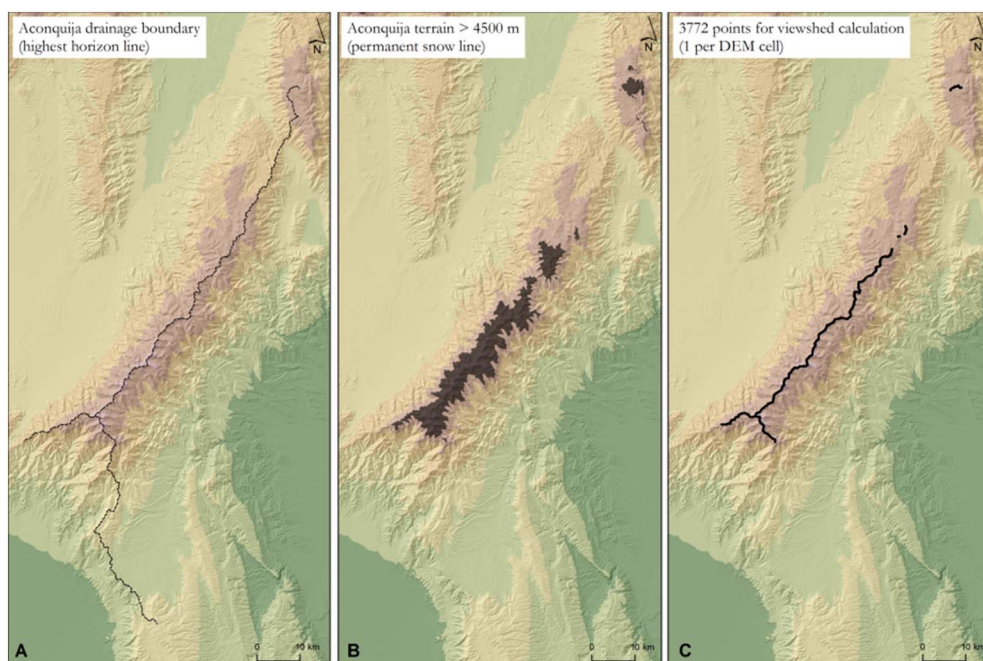 Aconquija drainage boundary
(highest horizon line)
N
A
0 10 km
Aconquija terrain > 4500 m
(permanent snow line)
N
B
0 10 km
3772 points for viewshed calculation
(1 per DEM cell)
N
C
0 10 km